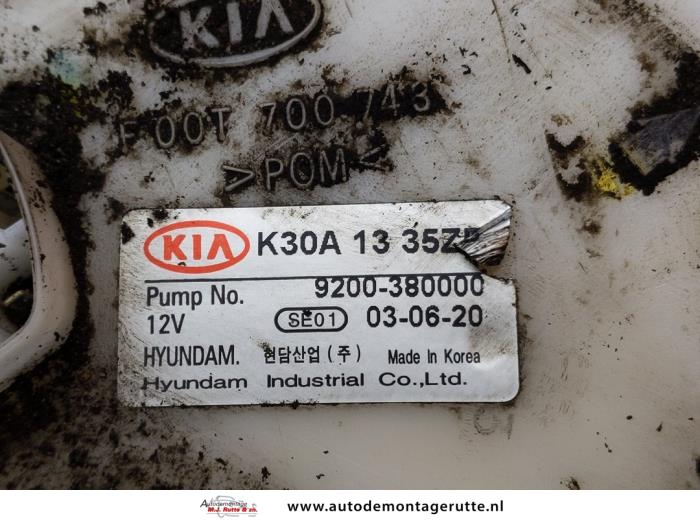 KIA
F 00T 700 743
>POM<
KIA K30A 13 35Z
Pump No. 9200-380000
12V SE01 03-06-20
HYUNDAM. 현담산업 (주) Made in Korea
Hyundam Industrial Co.,Ltd.
Autodemontage
M.J. Rutte & zn.
www.autodemontagerutte.nl